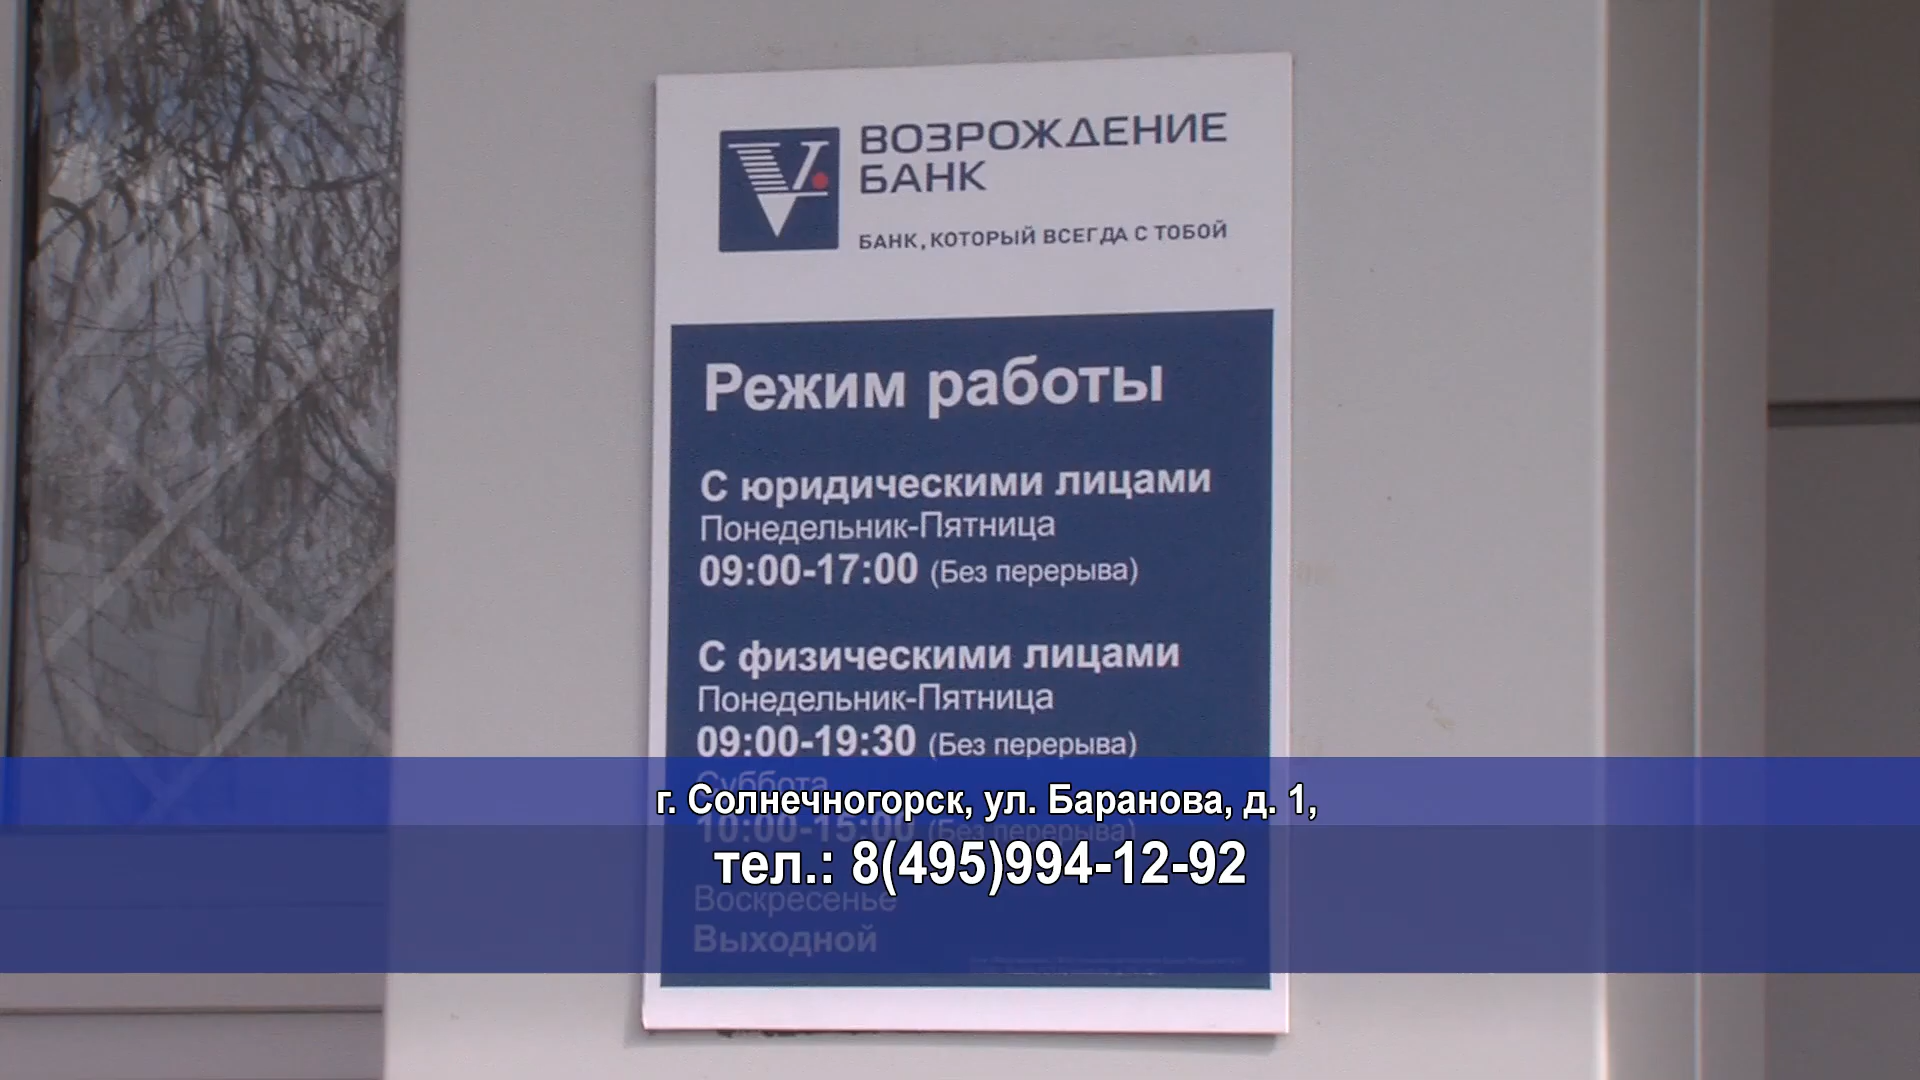 ВОЗРОЖДЕНИЕ
БАНК
БАНК, КОТОРЫЙ ВСЕГДА С ТОБОЙ
Режим работы
С юридическими лицами
Понедельник-Пятница
09:00-17:00 (Без перерыва)
С физическими лицами
Понедельник-Пятница
09:00-19:30 (Без перерыва)
Суббота
г. Солнечногорск, ул. Баранова, д. 1,
10:00-15:00 (Без перерыва)
тел.: 8(495)994-12-92
Воскресенье
Выходной